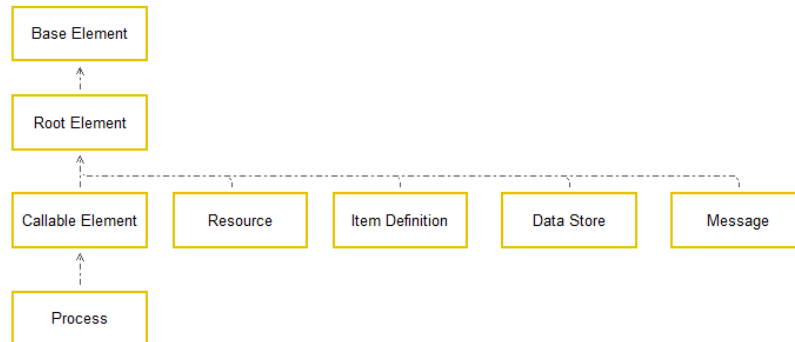 Base Element
Root Element
Callable Element
Resource
Item Definition
Data Store
Message
Process